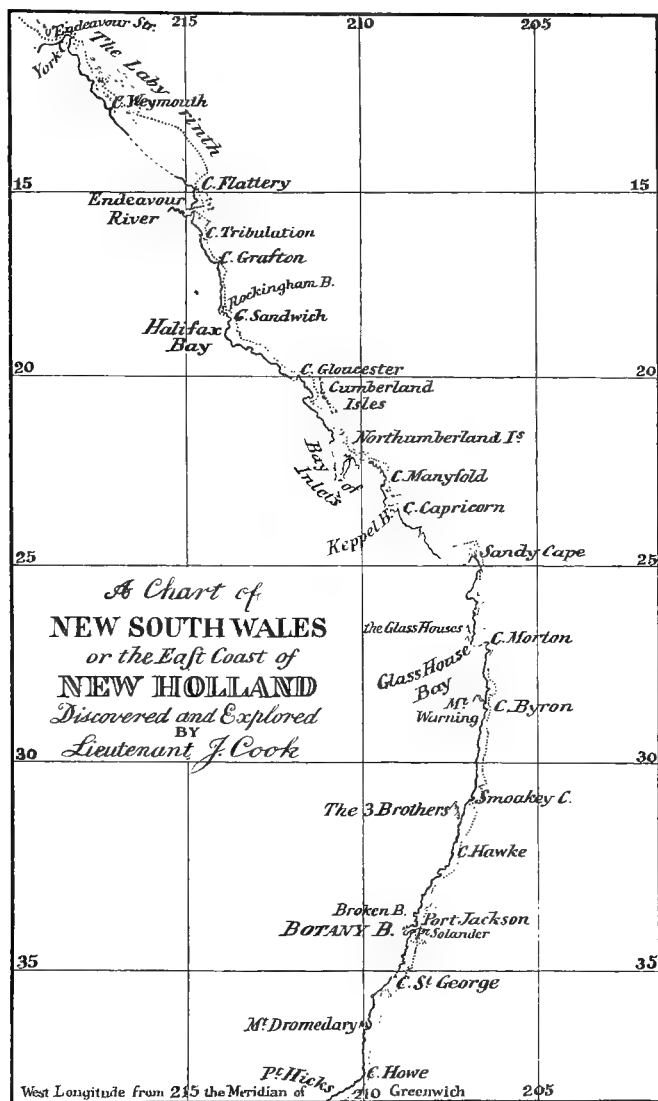 215 210 205
Endeavour Str.
York C.
The Labyrinth
C. Weymouth
C. Flattery
15 15
Endeavour
River
C. Tribulation
C. Grafton
Rockingham B.
C. Sandwich
Halifax
Bay
20 20
C. Gloucester
Cumberland
Isles
Northumberland Is
Bay of
Inlets
C. Manyfold
C. Capricorn
Keppel B.
Sandy Cape
25 25
A Chart of
NEW SOUTH WALES
or the East Coast of
NEW HOLLAND
Discovered and Explored
BY
Lieutenant J. Cook
the Glass Houses
C. Morton
Glass House
Bay
Mt.
Warning
C. Byron
30 30
Smoakey C.
The 3 Brothers
C. Hawke
Broken B.
Port Jackson
BOTANY B.
Solander
35 35
C. St. George
Mt. Dromedary
Pt. Hicks
C. Howe
West Longitude from 215 the Meridian of 210 Greenwich 205